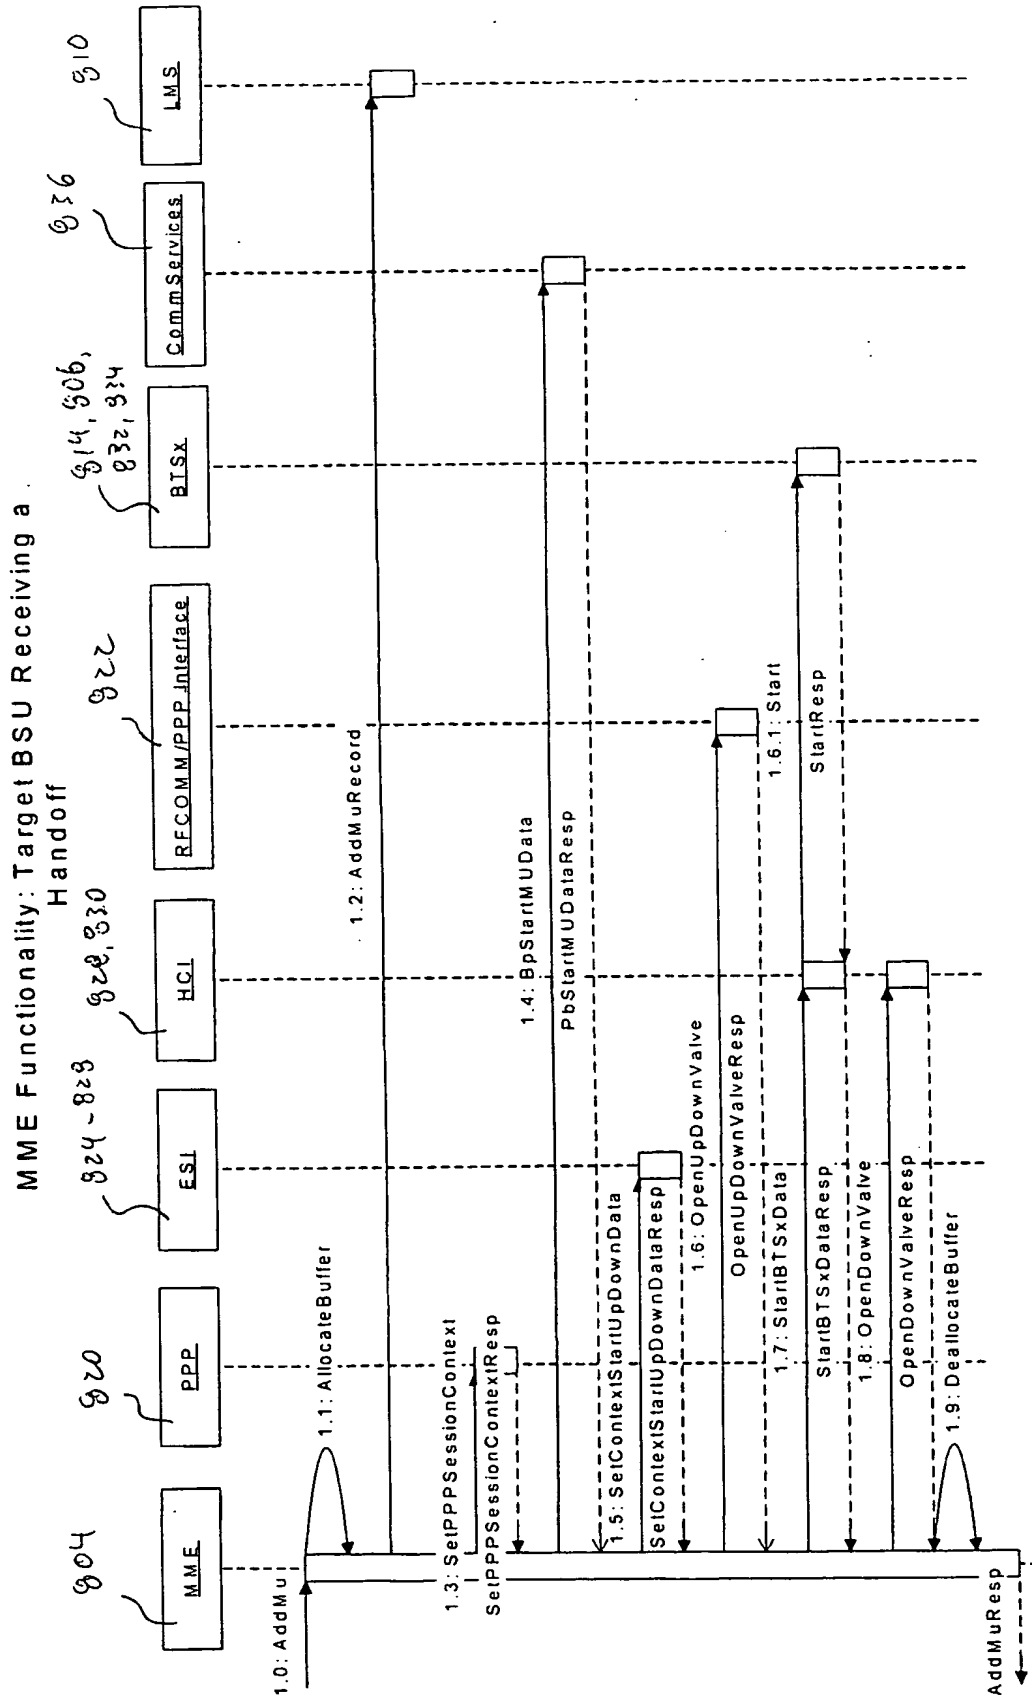 MME Functionality: Target BSU Receiving a
Handoff
804
820
824-828
828, 830
822
814, 806,
832, 834
836
810
MME
PPP
ESI
HCI
RFCOMM/PPP Interface
BTSx
CommServices
LMS
1.0: AddMu
1.1: AllocateBuffer
1.2: AddMuRecord
1.3: SetPPPSessionContext
SetPPPSessionContextResp
1.4: BpStartMUData
PbStartMUDataResp
1.5: SetContextStartUpDownData
SetContextStartUpDownDataResp
1.6: OpenUpDownValve
OpenUpDownValveResp
1.6.1: Start
StartResp
1.7: StartBTSxData
StartBTSxDataResp
1.8: OpenDownValve
OpenDownValveResp
1.9: DeallocateBuffer
AddMuResp